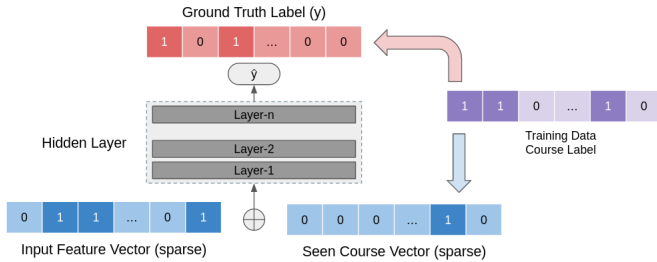 Ground Truth Label (y)
1 0 1 ... 0 0
ŷ
Hidden Layer
Layer-n
Layer-2
Layer-1
1 1 0 ... 1 0
Training Data
Course Label
0 1 1 ... 0 1
Input Feature Vector (sparse)
0 0 0 ... 1 0
Seen Course Vector (sparse)